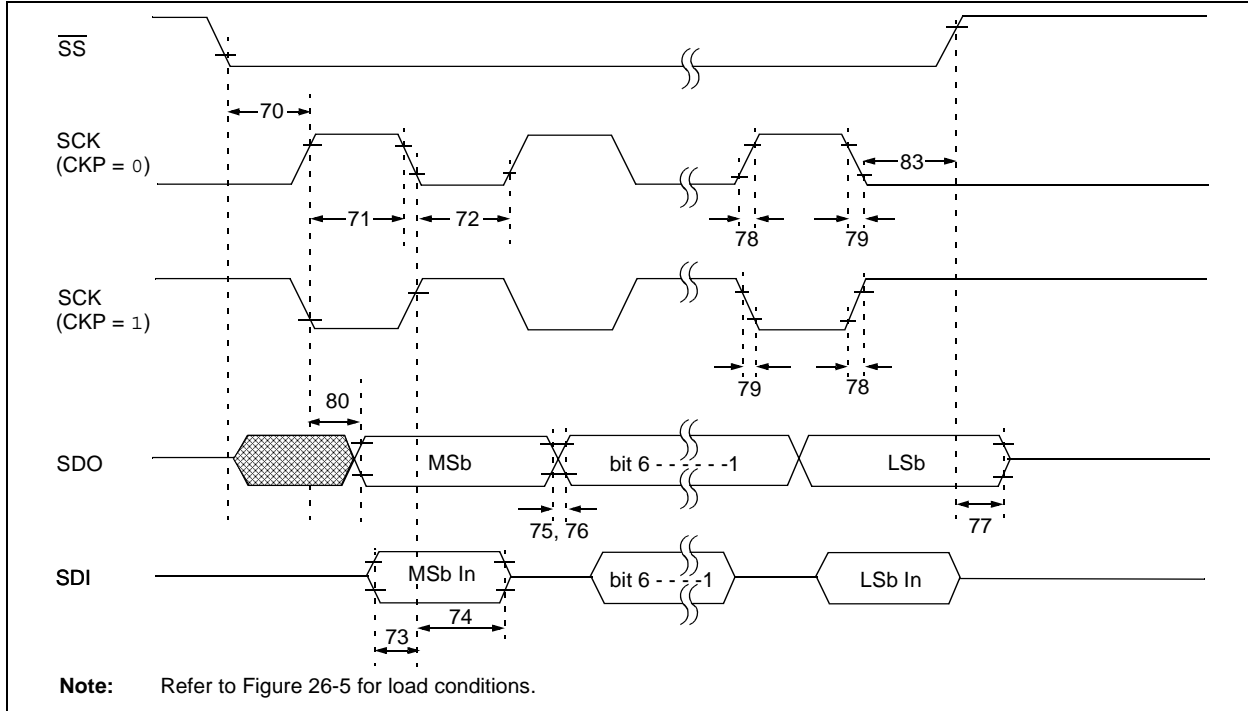 SS
70
SCK
(CKP = 0)
83
71
72
78
79
SCK
(CKP = 1)
79
78
80
SDO
MSb
bit 6 - - - - - -1
LSb
75, 76
77
SDI
MSb In
bit 6 - - - -1
LSb In
74
73
Note: Refer to Figure 26-5 for load conditions.